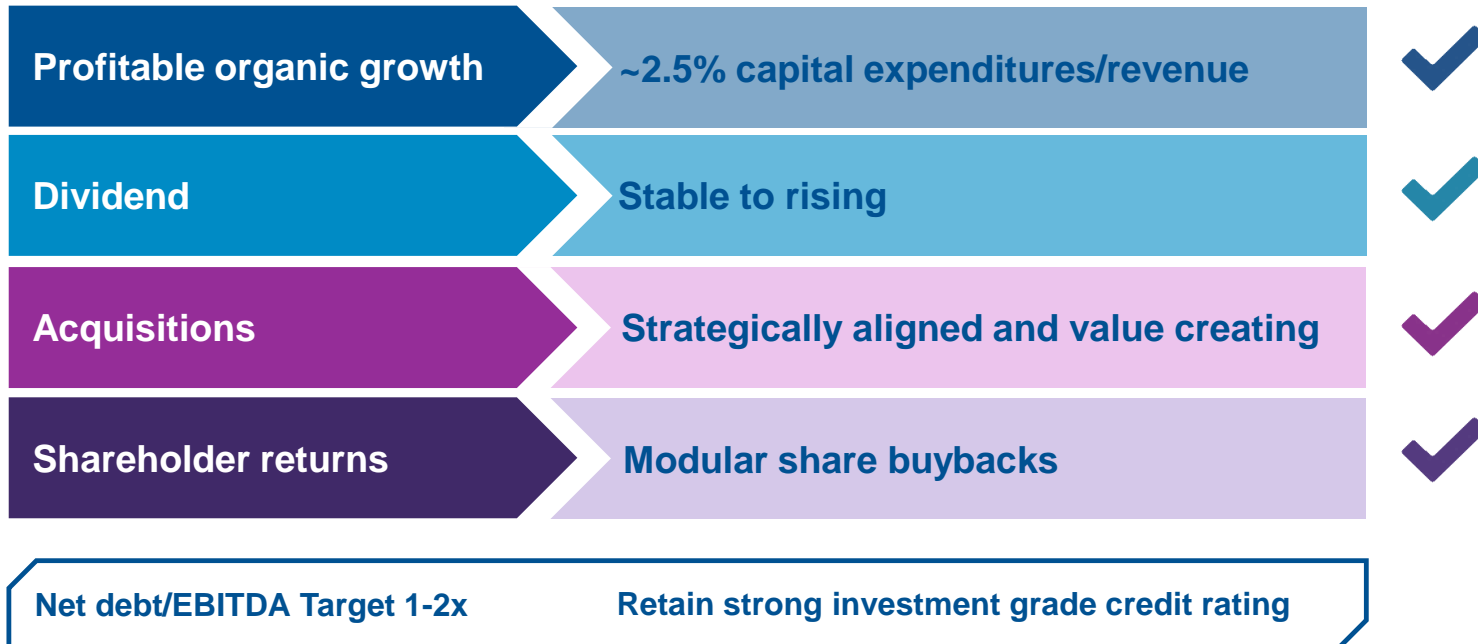 Profitable organic growth
~2.5% capital expenditures/revenue
Dividend
Stable to rising
Acquisitions
Strategically aligned and value creating
Shareholder returns
Modular share buybacks
Net debt/EBITDA Target 1-2x
Retain strong investment grade credit rating